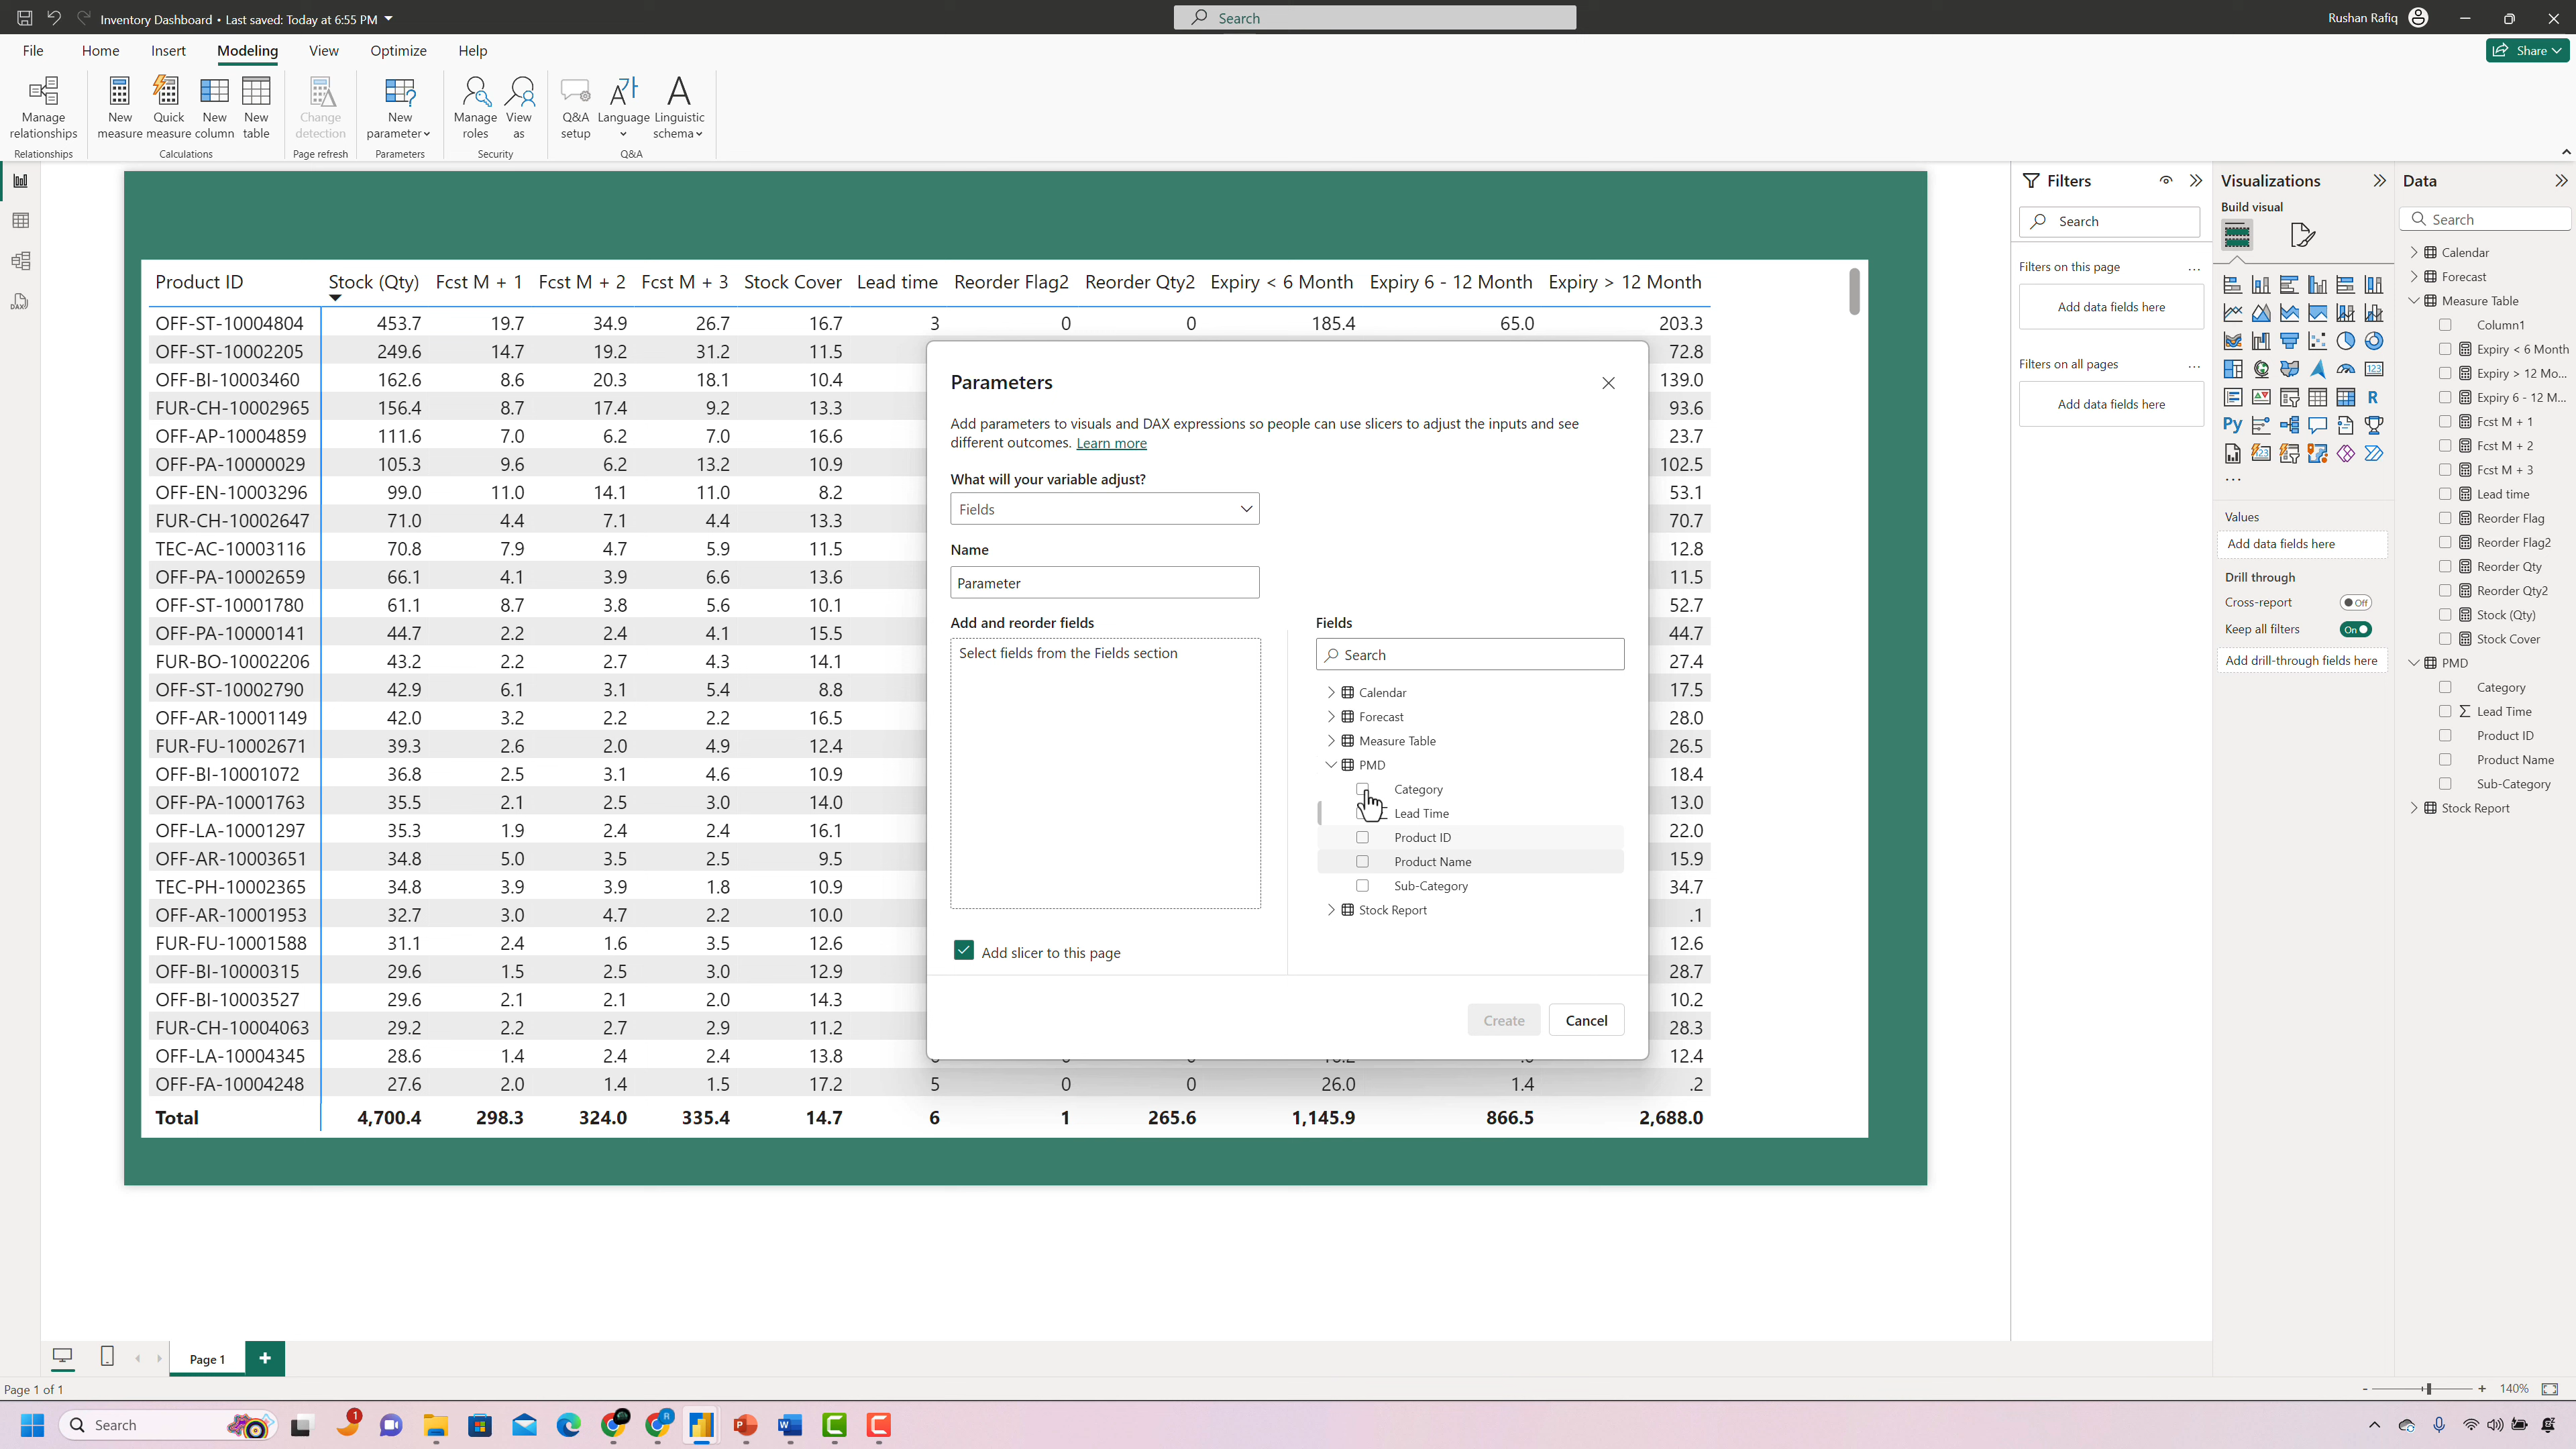 Inventory Dashboard • Last saved: Today at 6:55 PM
Search
Rushan Rafiq
File Home Insert Modeling View Optimize Help
Share
Manage relationships
New measure
Quick measure
New column
New table
Change detection
New parameter
Manage roles
View as
Q&A setup
Language
Linguistic schema
Relationships
Calculations
Page refresh
Parameters
Security
Q&A
Product ID Stock (Qty) Fcst M + 1 Fcst M + 2 Fcst M + 3 Stock Cover Lead time Reorder Flag2 Reorder Qty2 Expiry < 6 Month Expiry 6 - 12 Month Expiry > 12 Month
OFF-ST-10004804 453.7 19.7 34.9 26.7 16.7 3 0 0 185.4 65.0 203.3
OFF-ST-10002205 249.6 14.7 19.2 31.2 11.5 72.8
OFF-BI-10003460 162.6 8.6 20.3 18.1 10.4 139.0
FUR-CH-10002965 156.4 8.7 17.4 9.2 13.3 93.6
OFF-AP-10004859 111.6 7.0 6.2 7.0 16.6 23.7
OFF-PA-10000029 105.3 9.6 6.2 13.2 10.9 102.5
OFF-EN-10003296 99.0 11.0 14.1 11.0 8.2 53.1
FUR-CH-10002647 71.0 4.4 7.1 4.4 13.3 70.7
TEC-AC-10003116 70.8 7.9 4.7 5.9 11.5 12.8
OFF-PA-10002659 66.1 4.1 3.9 6.6 13.6 11.5
OFF-ST-10001780 61.1 8.7 3.8 5.6 10.1 52.7
OFF-PA-10000141 44.7 2.2 2.4 4.1 15.5 44.7
FUR-BO-10002206 43.2 2.2 2.7 4.3 14.1 27.4
OFF-ST-10002790 42.9 6.1 3.1 5.4 8.8 17.5
OFF-AR-10001149 42.0 3.2 2.2 2.2 16.5 28.0
FUR-FU-10002671 39.3 2.6 2.0 4.9 12.4 26.5
OFF-BI-10001072 36.8 2.5 3.1 4.6 10.9 18.4
OFF-PA-10001763 35.5 2.1 2.5 3.0 14.0 13.0
OFF-LA-10001297 35.3 1.9 2.4 2.4 16.1 22.0
OFF-AR-10003651 34.8 5.0 3.5 2.5 9.5 15.9
TEC-PH-10002365 34.8 3.9 3.9 1.8 10.9 34.7
OFF-AR-10001953 32.7 3.0 4.7 2.2 10.0 .1
FUR-FU-10001588 31.1 2.4 1.6 3.5 12.6 12.6
OFF-BI-10000315 29.6 1.5 2.5 3.0 12.9 28.7
OFF-BI-10003527 29.6 2.1 2.1 2.0 14.3 10.2
FUR-CH-10004063 29.2 2.2 2.7 2.9 11.2 28.3
OFF-LA-10004345 28.6 1.4 2.4 2.4 13.8 12.4
OFF-FA-10004248 27.6 2.0 1.4 1.5 17.2 5 0 0 26.0 1.4 .2
Total 4,700.4 298.3 324.0 335.4 14.7 6 1 265.6 1,145.9 866.5 2,688.0
Parameters
Add parameters to visuals and DAX expressions so people can use slicers to adjust the inputs and see
different outcomes. Learn more
What will your variable adjust?
Fields
Name
Parameter
Add and reorder fields
Select fields from the Fields section
Add slicer to this page
Fields
Search
Calendar
Forecast
Measure Table
PMD
Category
Lead Time
Product ID
Product Name
Sub-Category
Stock Report
Create Cancel
Filters
Search
Filters on this page ...
Add data fields here
Filters on all pages ...
Add data fields here
Visualizations
Build visual
123
R
Py
123
...
Values
Add data fields here
Drill through
Cross-report Off
Keep all filters On
Add drill-through fields here
Data
Search
Calendar
Forecast
Measure Table
Column1
Expiry < 6 Month
Expiry > 12 Mo...
Expiry 6 - 12 M...
Fcst M + 1
Fcst M + 2
Fcst M + 3
Lead time
Reorder Flag
Reorder Flag2
Reorder Qty
Reorder Qty2
Stock (Qty)
Stock Cover
PMD
Category
Σ Lead Time
Product ID
Product Name
Sub-Category
Stock Report
Page 1 +
Page 1 of 1
- + 140%
Search
1
R
P
W
C
C